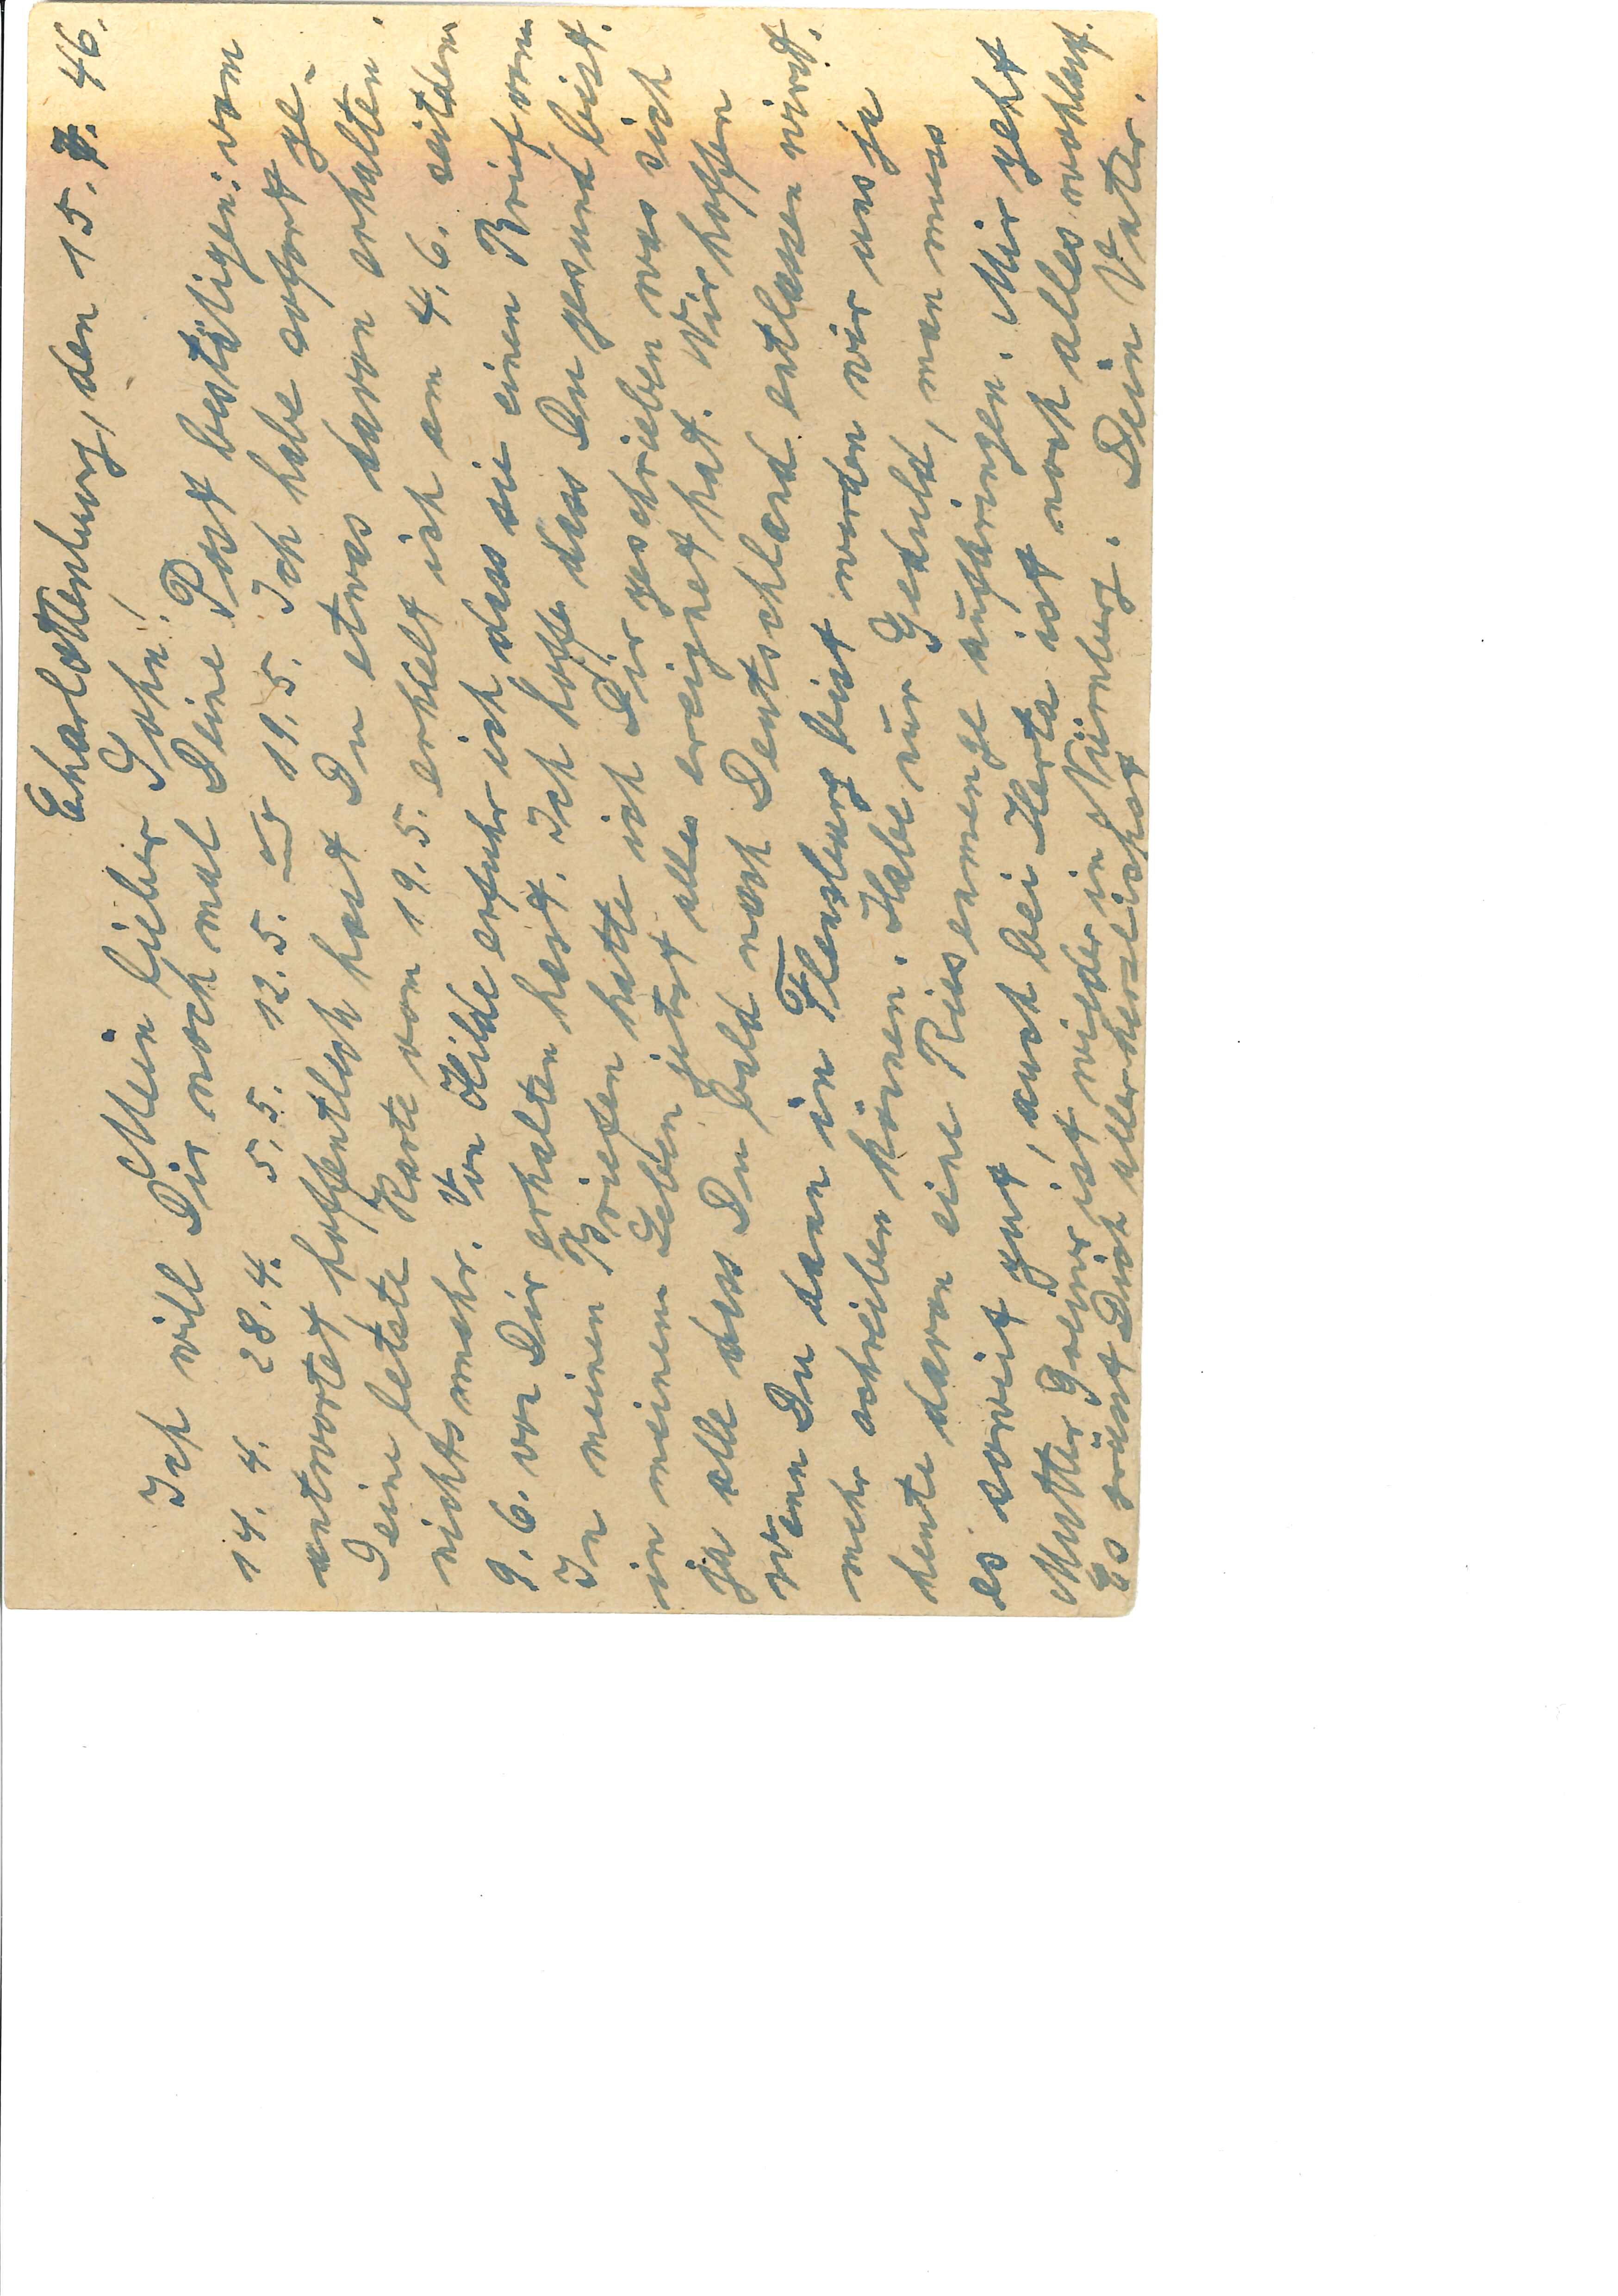 Charlottenburg, den 15. 7. 46.
Mein lieber Sohn!
Ich will Dir noch mal Deine Post bestätigen: vom
14. 4. 28. 4. 5. 5. 12. 5. 19. 5. Ich habe sofort ge-
antwortet hoffentlich hast Du etwas davon erhalten.
Deine letzte Karte vom 19. 5. erhielt ich am 4. 6. seitdem
nichts mehr. Von Hilde erfuhr ich dass sie einen Brief vom
9. 6. von Dir erhalten hast. Ich hoffe dass Du gesund bist.
In meinen Briefen hatte ich Dir geschrieben was sich
in meinem Leben jetzt alles ereignet hat. Wir hoffen
ja alle dass Du bald nach Deutschland entlassen wirst.
Wenn Du dann in Flensburg bist werden wir uns ja
mehr schreiben könen. Habe nur Geduld, man muss
heute davon eine Riesenmenge aufbringen. Mir geht
es soweit gut, auch bei Herta ist noch alles wohlauf.
Mutter ist wieder in Nürnberg. Dein Vater.
Es grüsst Dich allerherzlichst